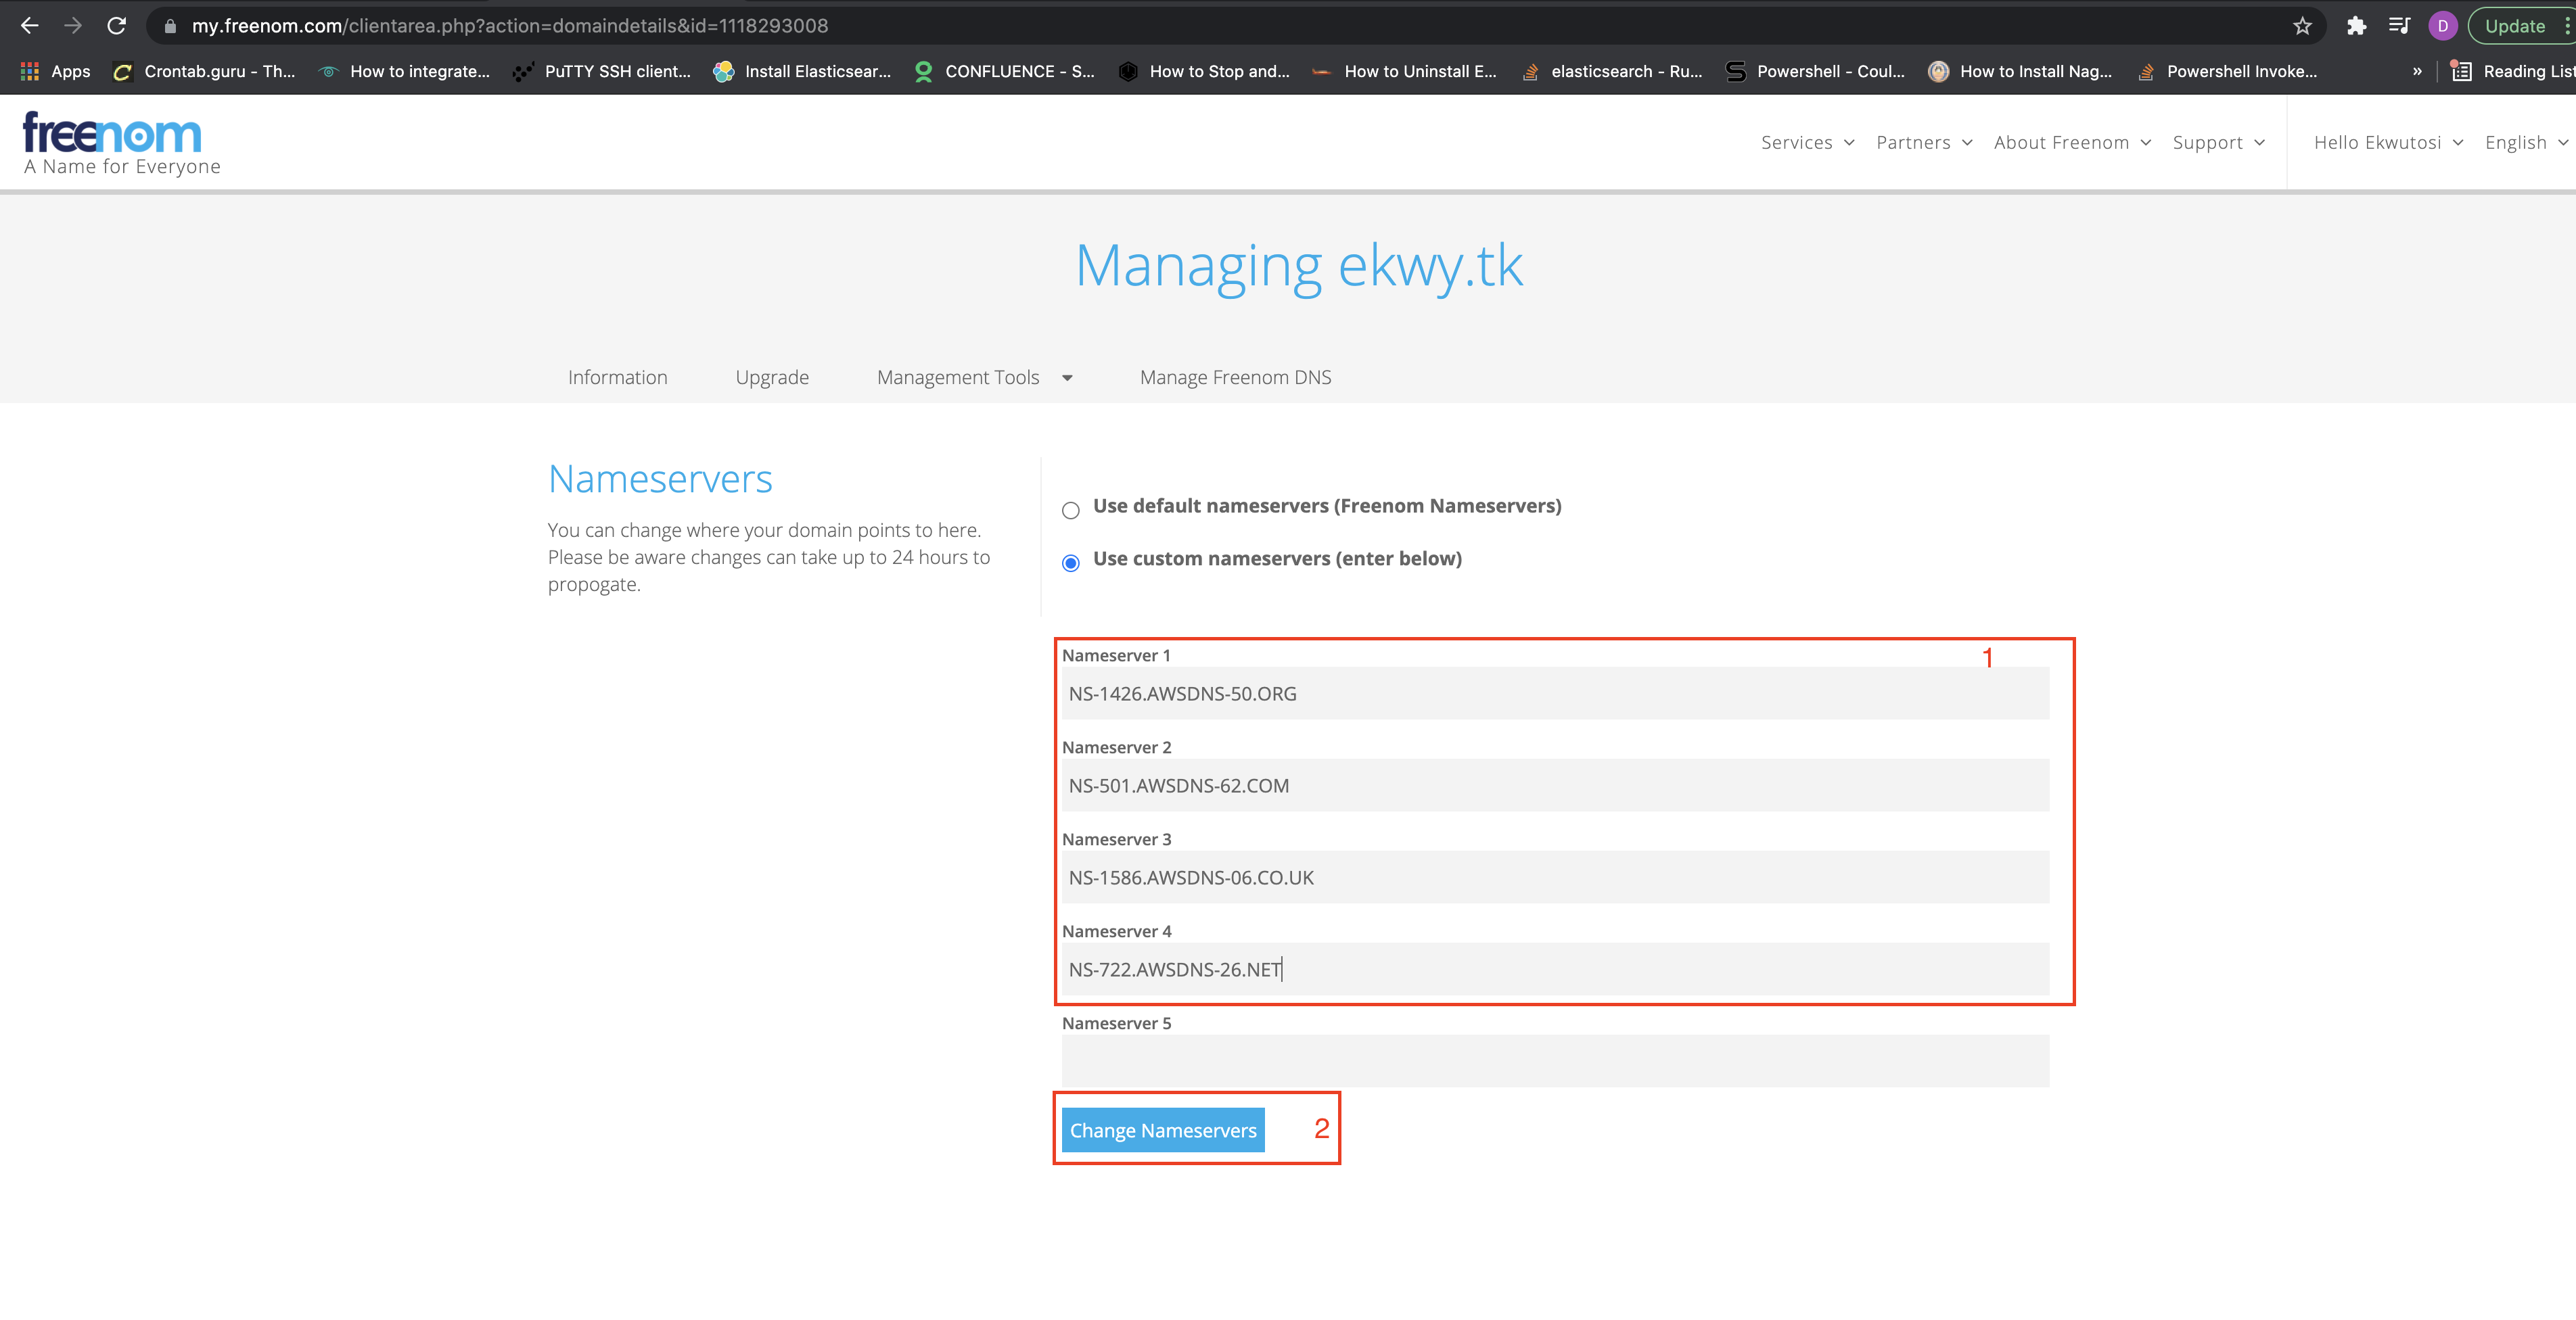 my.freenom.com/clientarea.php?action=domaindetails&id=1118293008
D
Update
Apps
Crontab.guru - Th...
How to integrate...
PuTTY SSH client...
Install Elasticsear...
CONFLUENCE - S...
How to Stop and...
How to Uninstall E...
elasticsearch - Ru...
Powershell - Coul...
How to Install Nag...
Powershell Invoke...
»
Reading List
freenom
A Name for Everyone
Services
Partners
About Freenom
Support
Hello Ekwutosi
English
Managing ekwy.tk
Information
Upgrade
Management Tools
Manage Freenom DNS
Nameservers
You can change where your domain points to here.
Please be aware changes can take up to 24 hours to
propogate.
Use default nameservers (Freenom Nameservers)
Use custom nameservers (enter below)
Nameserver 1
1
NS-1426.AWSDNS-50.ORG
Nameserver 2
NS-501.AWSDNS-62.COM
Nameserver 3
NS-1586.AWSDNS-06.CO.UK
Nameserver 4
NS-722.AWSDNS-26.NET
Nameserver 5
Change Nameservers
2